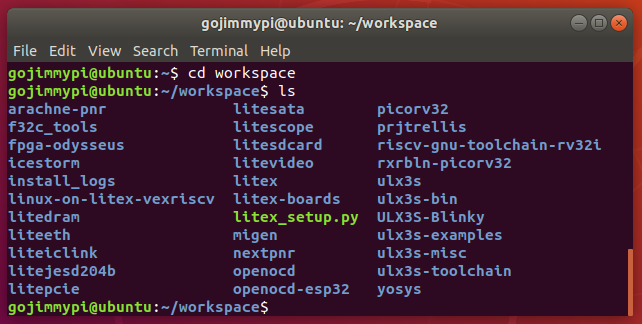 gojimmypi@ubuntu: ~/workspace
File Edit View Search Terminal Help
gojimmypi@ubuntu:~$ cd workspace
gojimmypi@ubuntu:~/workspace$ ls
arachne-pnr litesata picorv32
f32c_tools litescope prjtrellis
fpga-odysseus litesdcard riscv-gnu-toolchain-rv32i
icestorm litevideo rxrbln-picorv32
install_logs litex ulx3s
linux-on-litex-vexriscv litex-boards ulx3s-bin
litedram litex_setup.py ULX3S-Blinky
liteeth migen ulx3s-examples
liteiclink nextpnr ulx3s-misc
litejesd204b openocd ulx3s-toolchain
litepcie openocd-esp32 yosys
gojimmypi@ubuntu:~/workspace$